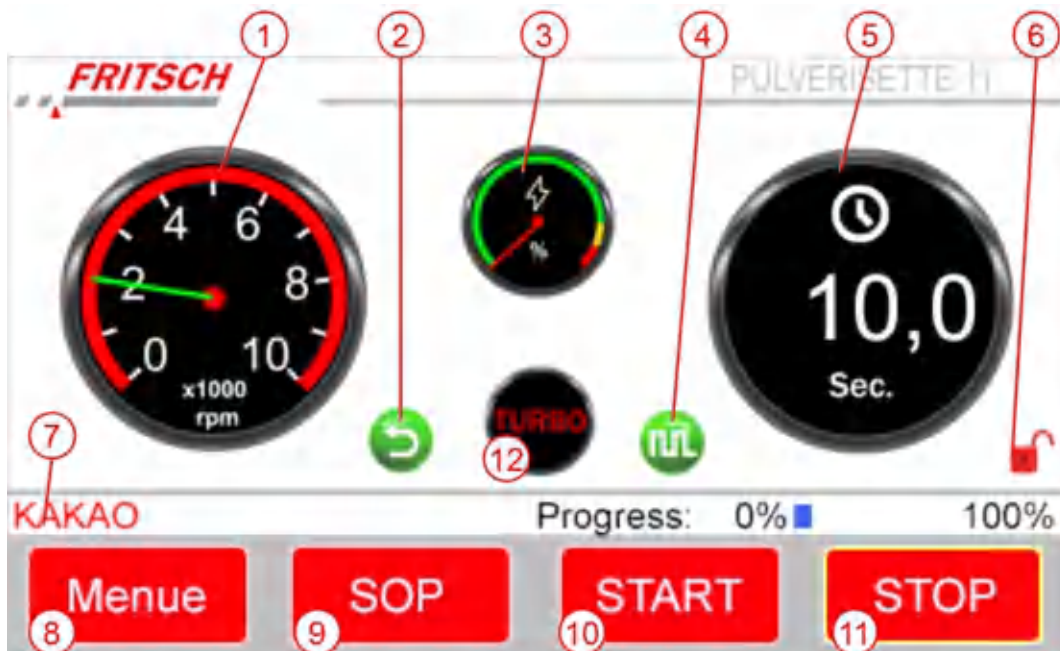 1 2 3 4 5 6
FRITSCH
PULVERISETTE 11
4 6
2 8
0 10
x1000
rpm
%
10,0
Sec.
TURBO
7 12
KAKAO Progress: 0% 100%
Menue SOP START STOP
8 9 10 11